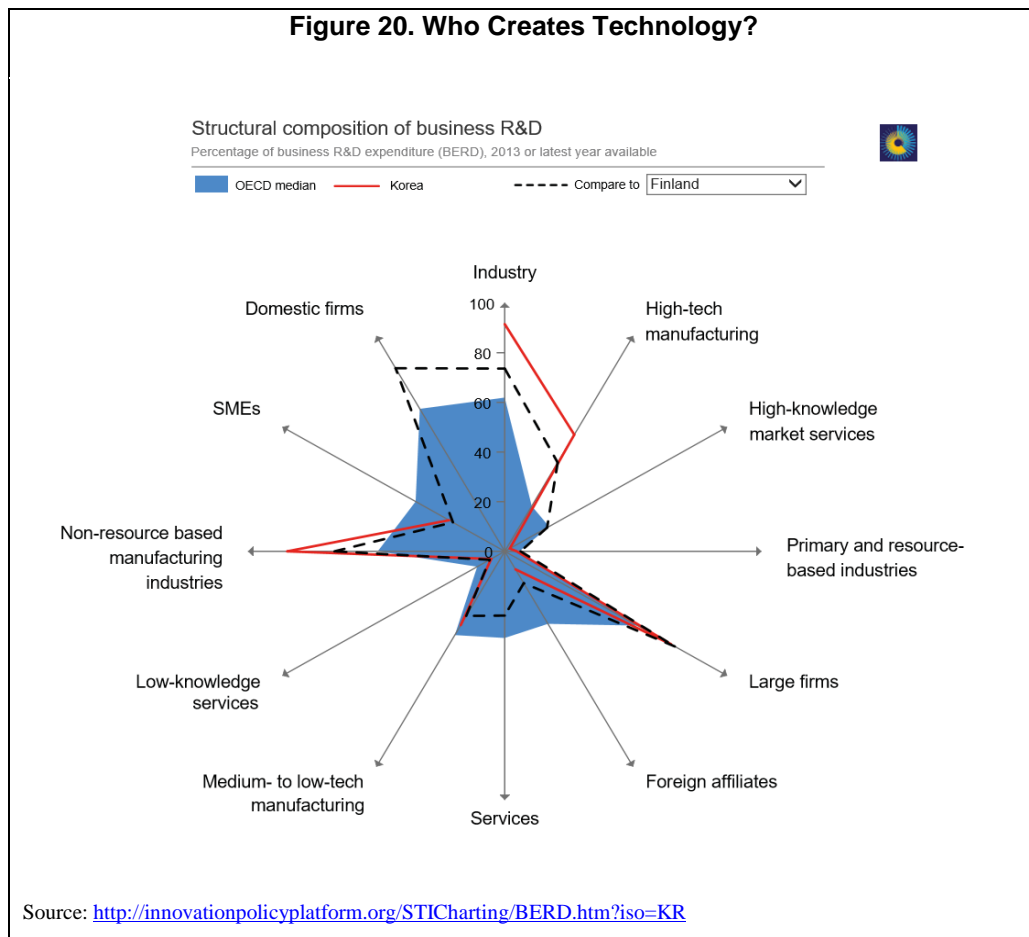 Figure 20. Who Creates Technology?
Structural composition of business R&D
Percentage of business R&D expenditure (BERD), 2013 or latest year available
OECD median
Korea
Compare to
Finland
Industry
Domestic firms
High-tech
manufacturing
SMEs
High-knowledge
market services
Non-resource based
manufacturing
industries
Primary and resource-
based industries
100
80
60
40
20
0
Low-knowledge
services
Large firms
Medium- to low-tech
manufacturing
Services
Foreign affiliates
Source: http://innovationpolicyplatform.org/STICharting/BERD.htm?iso=KR